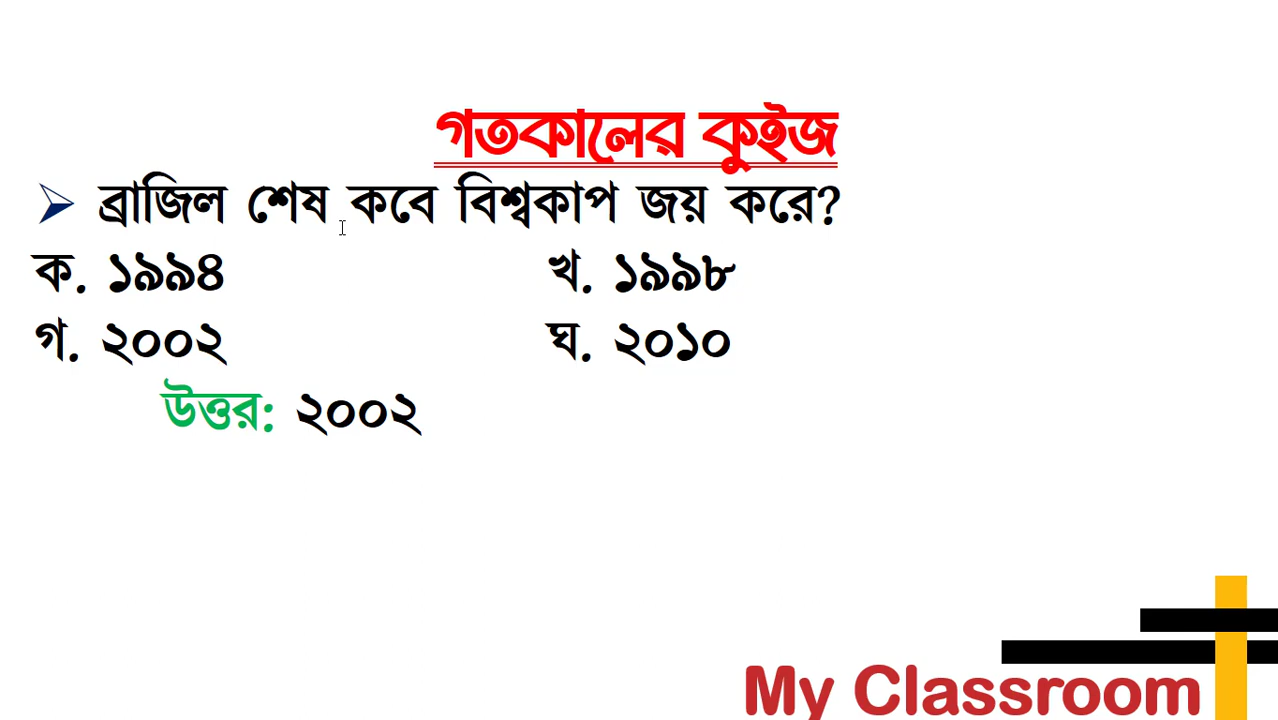 গতকালের কুইজ
ব্রাজিল শেষ কবে বিশ্বকাপ জয় করে?
ক. ১৯৯৪ খ. ১৯৯৮
গ. ২০০২ ঘ. ২০১০
উত্তর: ২০০২
My Classroom